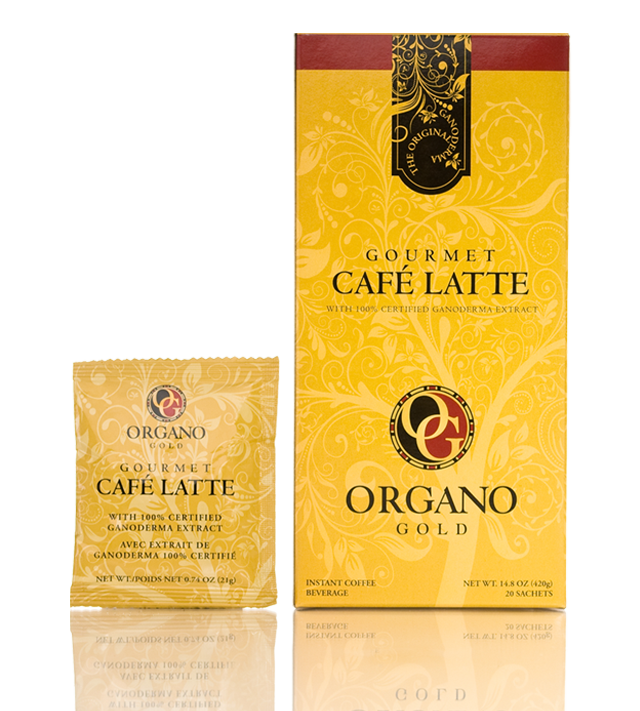 THE ORIGINAL
GANODERMA
GOURMET
CAFÉ LATTE
WITH 100% CERTIFIED GANODERMA EXTRACT
OG
ORGANO
GOLD
INSTANT COFFEE
BEVERAGE
NET WT. 14.8 OZ (420g)
20 SACHETS
OG
ORGANO
GOLD
GOURMET
CAFÉ LATTE
WITH 100% CERTIFIED
GANODERMA EXTRACT
AVEC EXTRAIT DE
GANODERMA 100% CERTIFIÉ
NET WT./POIDS NET 0.74 OZ (21g)